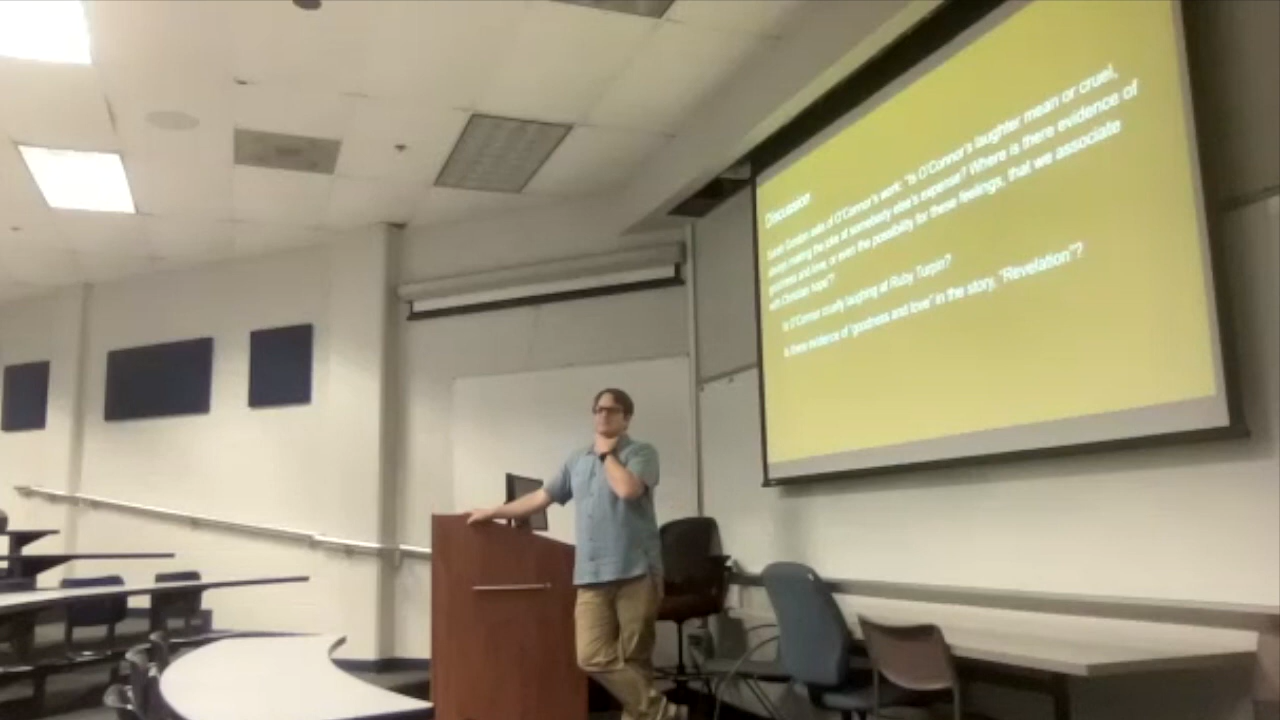 Discussion
Sarah Gordon asks of O'Connor's work: "Is O'Connor's laughter mean or cruel,
always making the joke at somebody else's expense? Where is there evidence of
goodness and love, or even the possibility for these feelings, that we associate
with Christian hope"?
Is O'Connor cruelly laughing at Ruby Turpin?
Is there evidence of "goodness and love" in the story, "Revelation"?